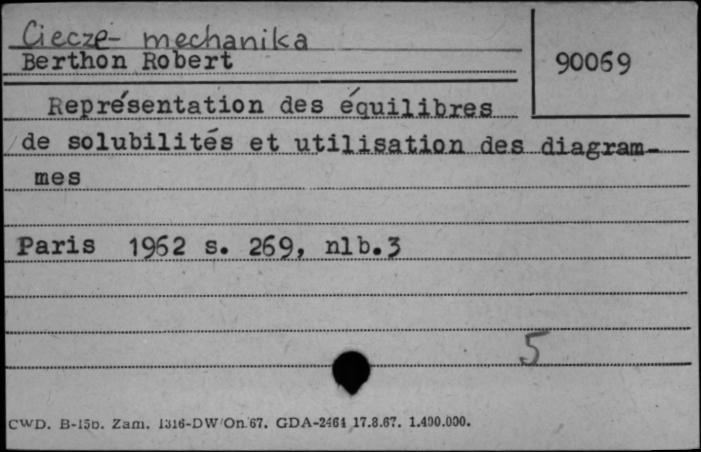 Ciecze - mechanika
Berthon Robert
90069
Représentation des équilibres
de solubilités et utilisation des diagram-
mes
Paris 1962 s. 269, nlb.3
5
CWD. B-15b. Zam. 1316-DW/On/67. GDA-2464 17.8.67. 1.400.000.